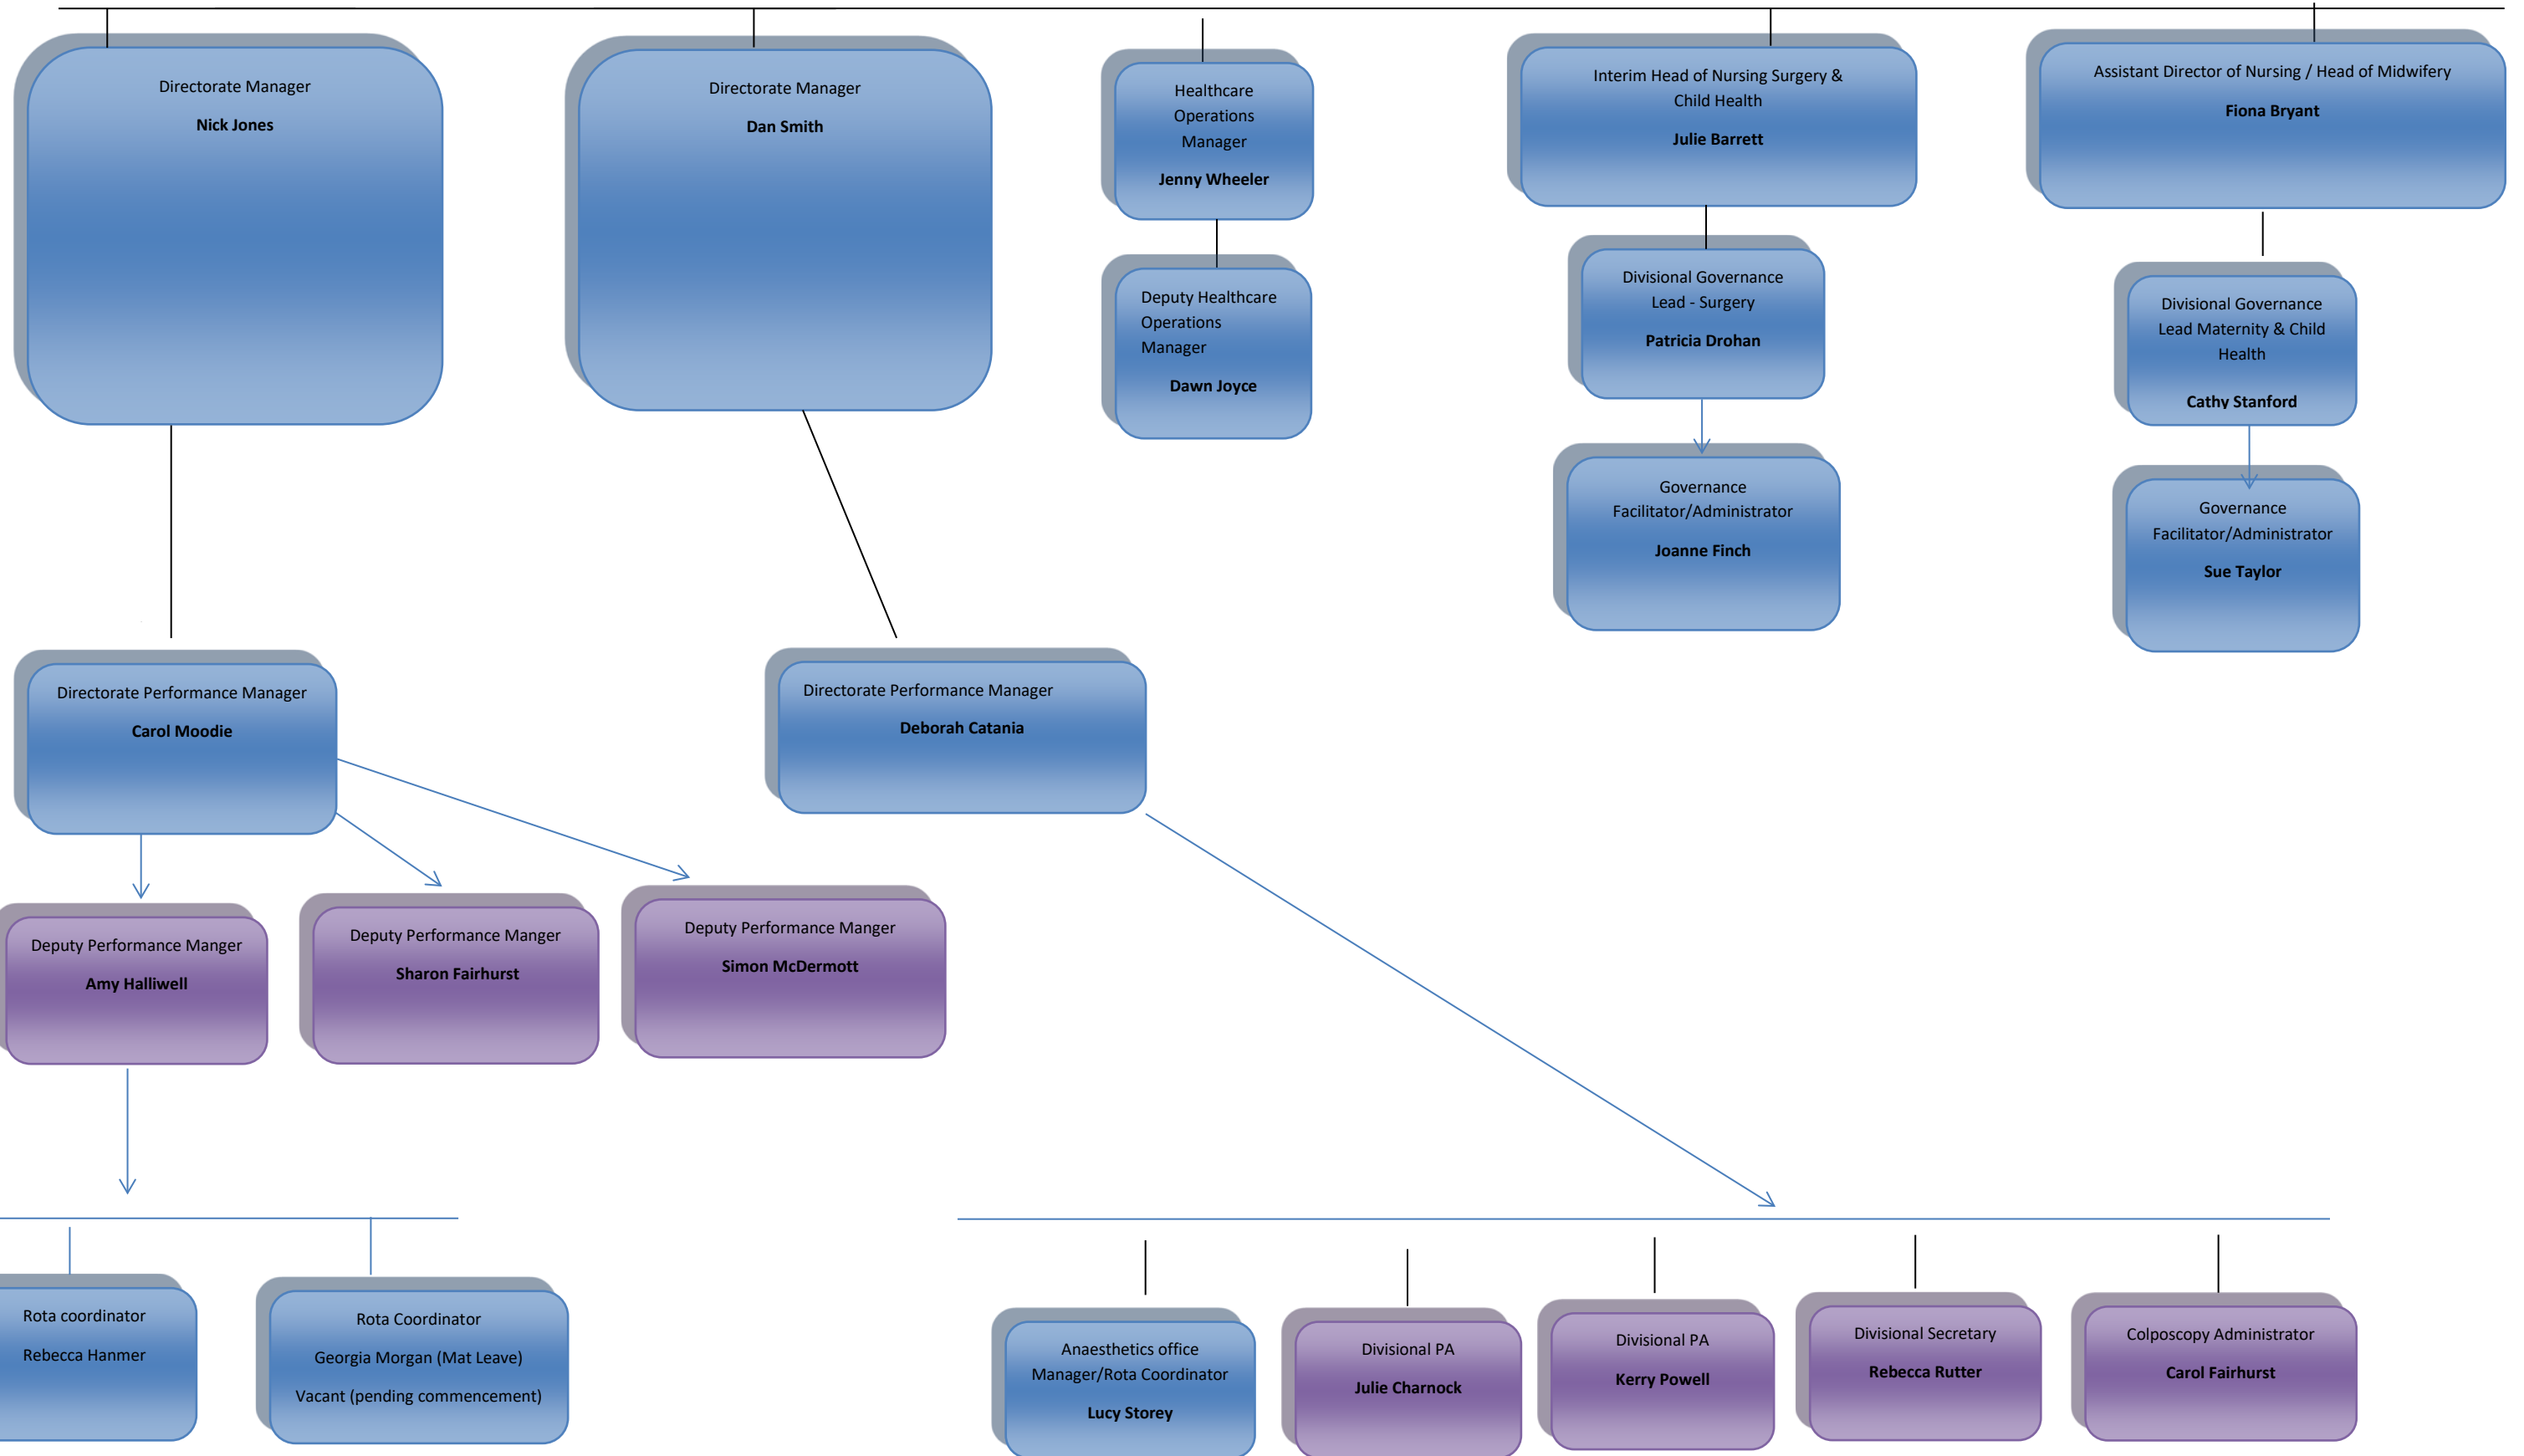 Directorate Manager
Nick Jones
Directorate Manager
Dan Smith
Healthcare
Operations
Manager
Jenny Wheeler
Interim Head of Nursing Surgery &
Child Health
Julie Barrett
Assistant Director of Nursing / Head of Midwifery
Fiona Bryant
Deputy Healthcare
Operations
Manager
Dawn Joyce
Divisional Governance
Lead - Surgery
Patricia Drohan
Divisional Governance
Lead Maternity & Child
Health
Cathy Stanford
Governance
Facilitator/Administrator
Joanne Finch
Governance
Facilitator/Administrator
Sue Taylor
Directorate Performance Manager
Carol Moodie
Directorate Performance Manager
Deborah Catania
Deputy Performance Manger
Amy Halliwell
Deputy Performance Manger
Sharon Fairhurst
Deputy Performance Manger
Simon McDermott
Rota coordinator
Rebecca Hanmer
Rota Coordinator
Georgia Morgan (Mat Leave)
Vacant (pending commencement)
Anaesthetics office
Manager/Rota Coordinator
Lucy Storey
Divisional PA
Julie Charnock
Divisional PA
Kerry Powell
Divisional Secretary
Rebecca Rutter
Colposcopy Administrator
Carol Fairhurst